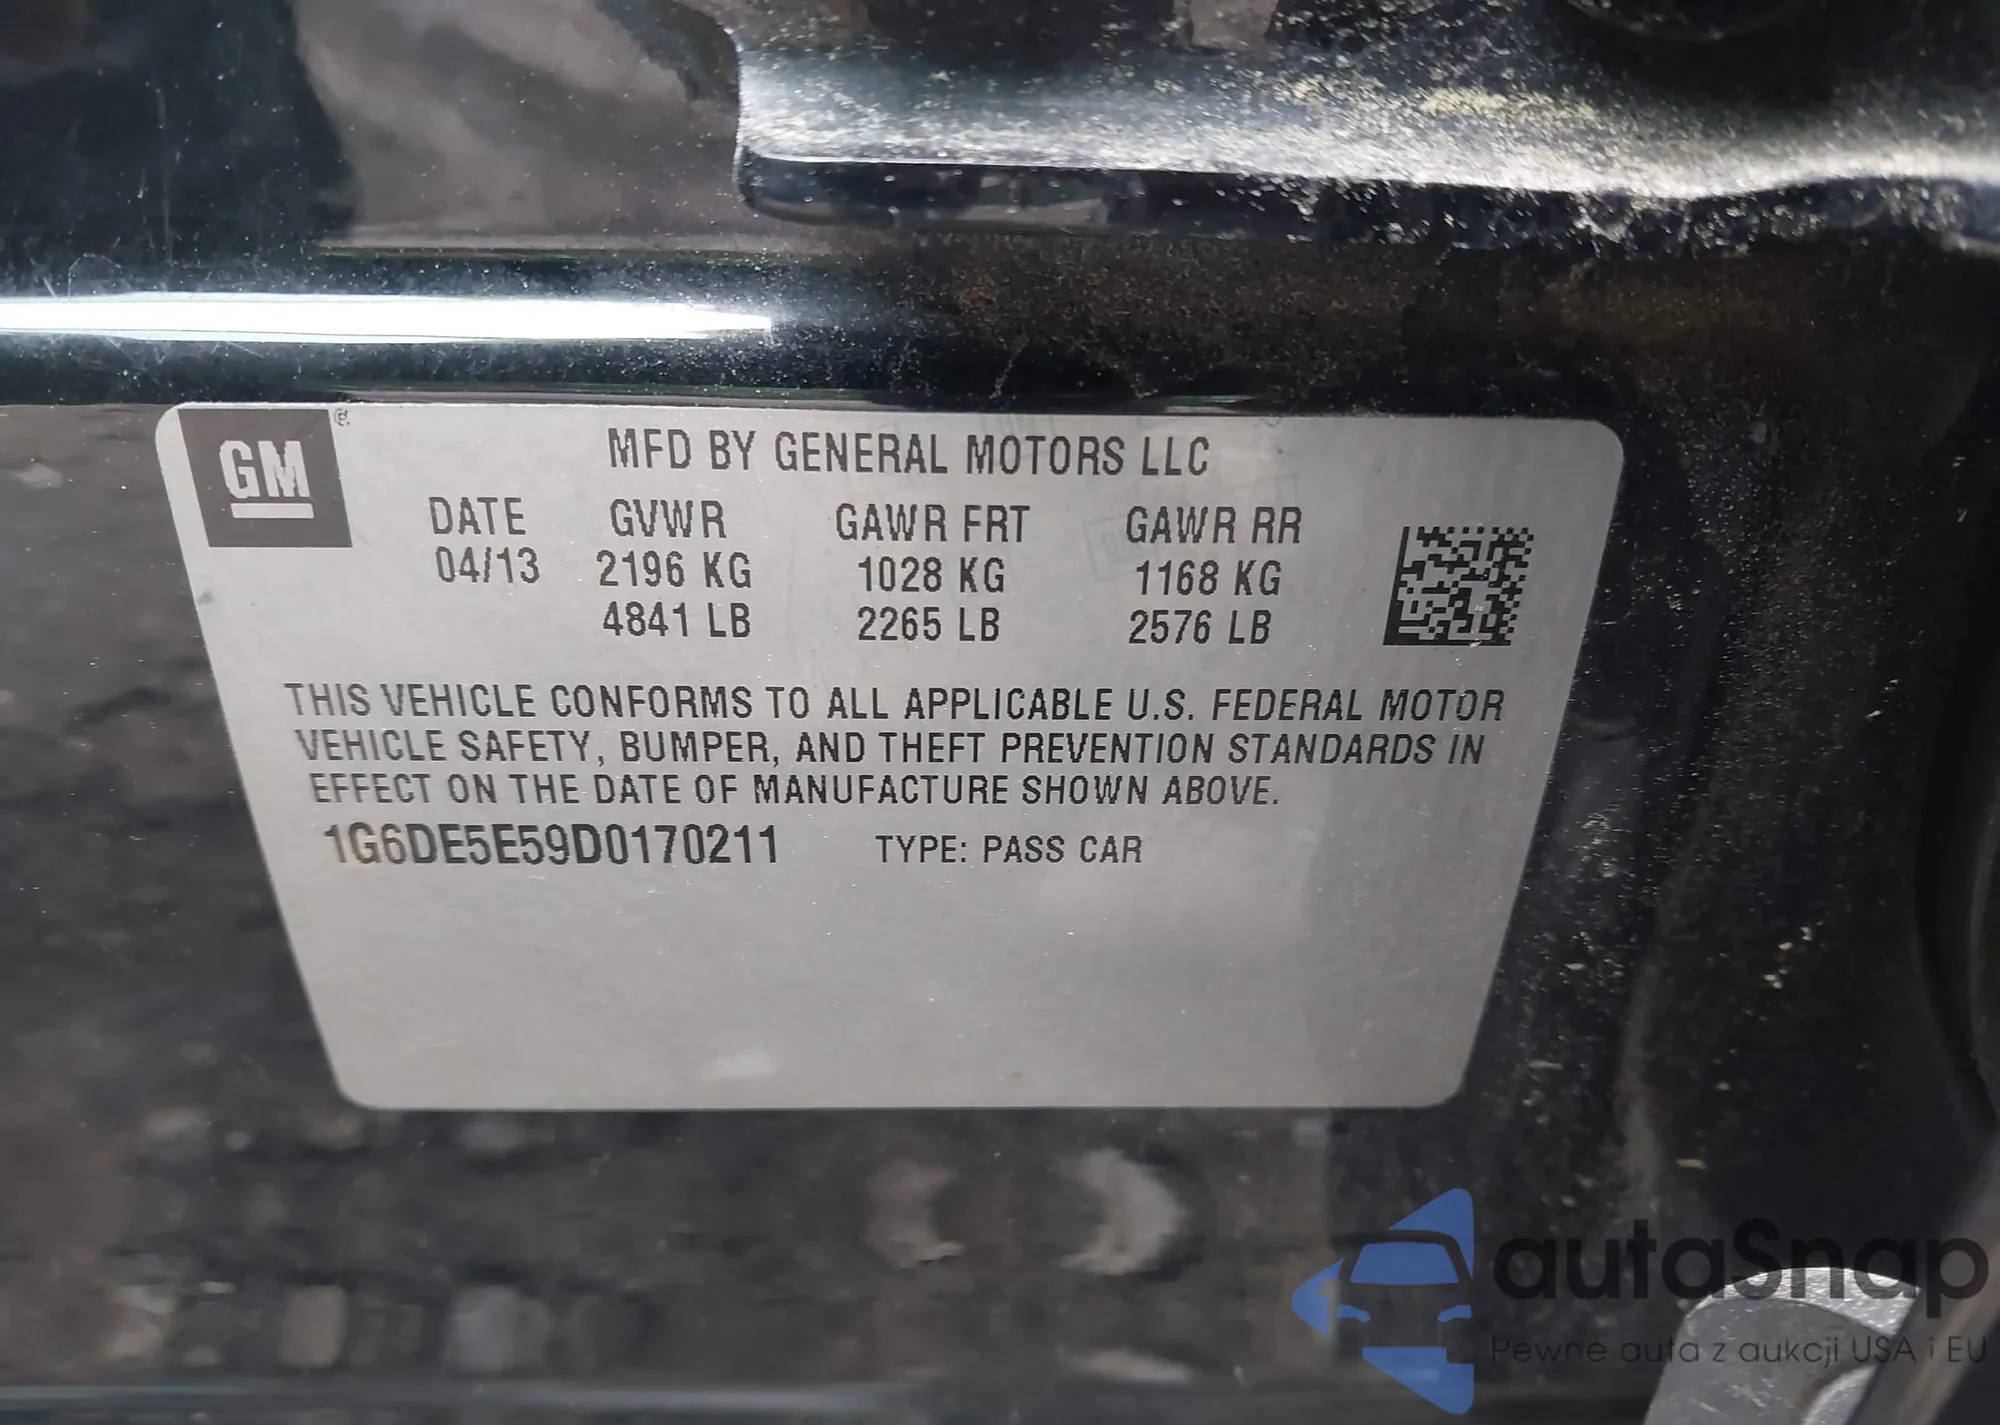 GM ®
MFD BY GENERAL MOTORS LLC
DATE GVWR GAWR FRT GAWR RR
04/13 2196 KG 1028 KG 1168 KG
4841 LB 2265 LB 2576 LB
THIS VEHICLE CONFORMS TO ALL APPLICABLE U.S. FEDERAL MOTOR
VEHICLE SAFETY, BUMPER, AND THEFT PREVENTION STANDARDS IN
EFFECT ON THE DATE OF MANUFACTURE SHOWN ABOVE.
1G6DE5E59D0170211 TYPE: PASS CAR
autaSnap
Pewne auta z aukcji USA i EU